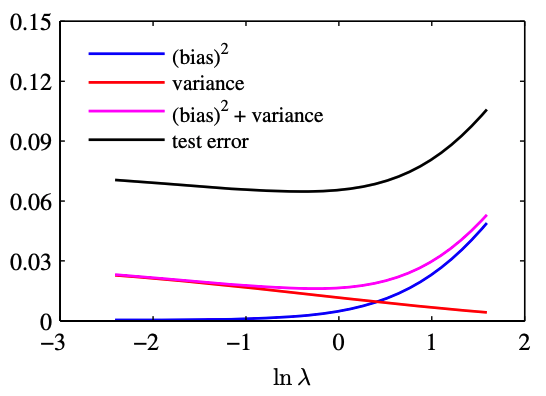 0.15
(bias)²
variance
0.12
(bias)² + variance
test error
0.09
0.06
0.03
0
−3 −2 −1 0 1 2
ln λ